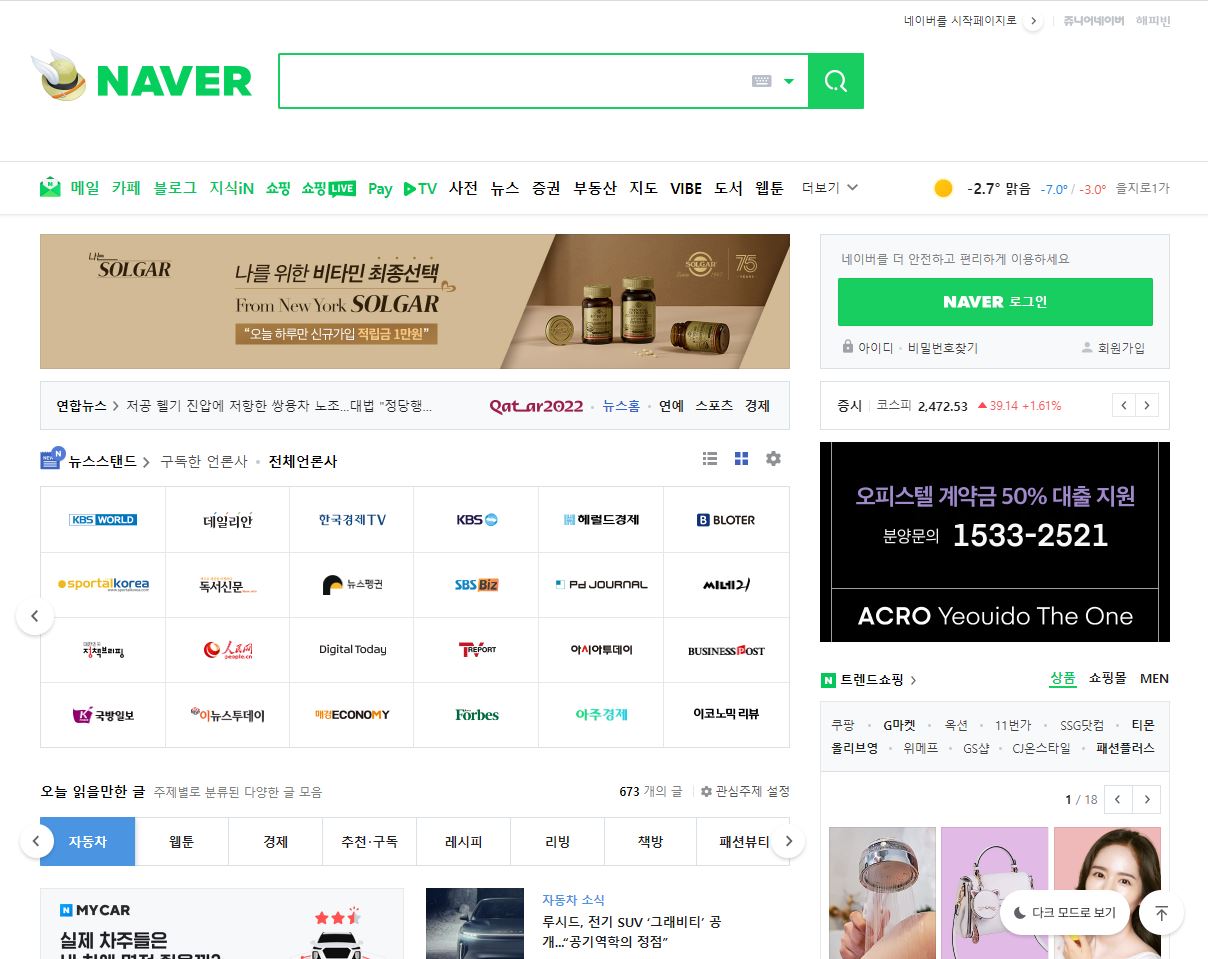 네이버를 시작페이지로
쥬니어네이버 해피빈
NAVER
메일 카페 블로그 지식iN 쇼핑 쇼핑LIVE Pay TV 사전 뉴스 증권 부동산 지도 VIBE 도서 웹툰 더보기
-2.7° 맑음 -7.0° / -3.0° 을지로1가
나는 SOLGAR
나를 위한 비타민 최종선택
From New York SOLGAR
"오늘 하루만 신규가입 적립금 1만원"
SOLGAR
Since 1947
75
YEARS
네이버를 더 안전하고 편리하게 이용하세요
NAVER 로그인
아이디 · 비밀번호찾기
회원가입
연합뉴스 > 저공 헬기 진압에 저항한 쌍용차 노조...대법 "정당행...
Qatar2022 · 뉴스홈 · 연예 스포츠 경제
증시 코스피 2,472.53 ▲ 39.14 +1.61%
NEW N
뉴스스탠드 > 구독한 언론사 · 전체언론사
KBS WORLD 데일리안 한국경제TV KBS 헤럴드경제 BLOTER
sportalkorea 독서신문 뉴스펭귄 SBS Biz Pd JOURNAL 씨네21
www.sportalkorea.com
대한민국 정책브리핑 人民网 Digital Today TV REPORT 아시아투데이 BUSINESSPOST
people.cn
국방일보 이뉴스투데이 매경ECONOMY Forbes 아주경제 이코노믹 리뷰
오피스텔 계약금 50% 대출 지원
분양문의 1533-2521
ACRO Yeouido The One
N 트렌드쇼핑 >
상품 쇼핑몰 MEN
쿠팡 · G마켓 · 옥션 · 11번가 · SSG닷컴 · 티몬
올리브영 · 위메프 · GS샵 · CJ온스타일 · 패션플러스
1 / 18
오늘 읽을만한 글 주제별로 분류된 다양한 글 모음
673 개의 글 관심주제 설정
자동차 웹툰 경제 추천·구독 레시피 리빙 책방 패션뷰티
N MYCAR
실제 차주들은
자동차 소식
루시드, 전기 SUV '그래비티' 공
개..."공기역학의 정점"
다크 모드로 보기